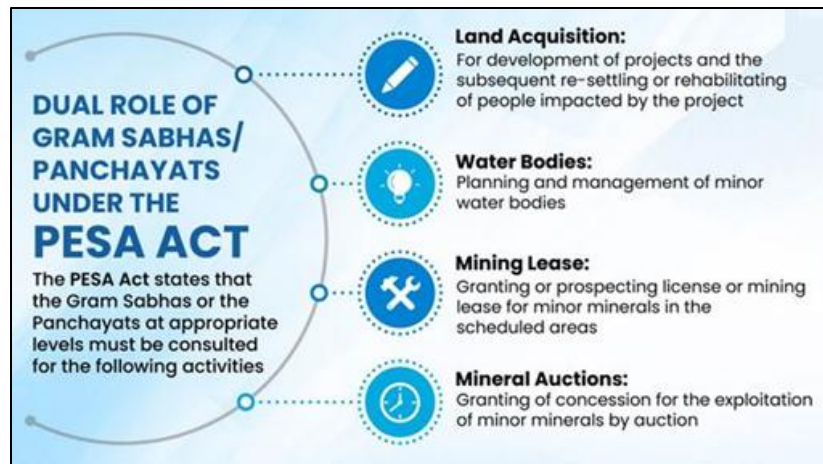 DUAL ROLE OF
GRAM SABHAS/
PANCHAYATS
UNDER THE
PESA ACT
The PESA Act states that
the Gram Sabhas or the
Panchayats at appropriate
levels must be consulted
for the following activities
Land Acquisition:
For development of projects and the
subsequent re-settling or rehabilitating
of people impacted by the project
Water Bodies:
Planning and management of minor
water bodies
Mining Lease:
Granting or prospecting license or mining
lease for minor minerals in the
scheduled areas
Mineral Auctions:
Granting of concession for the exploitation
of minor minerals by auction